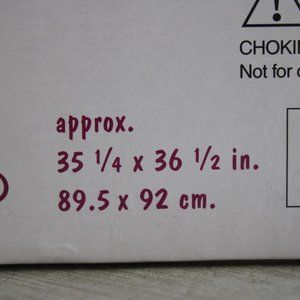 CHOKI
Not for
approx.
35 1/4 x 36 1/2 in.
89.5 x 92 cm.